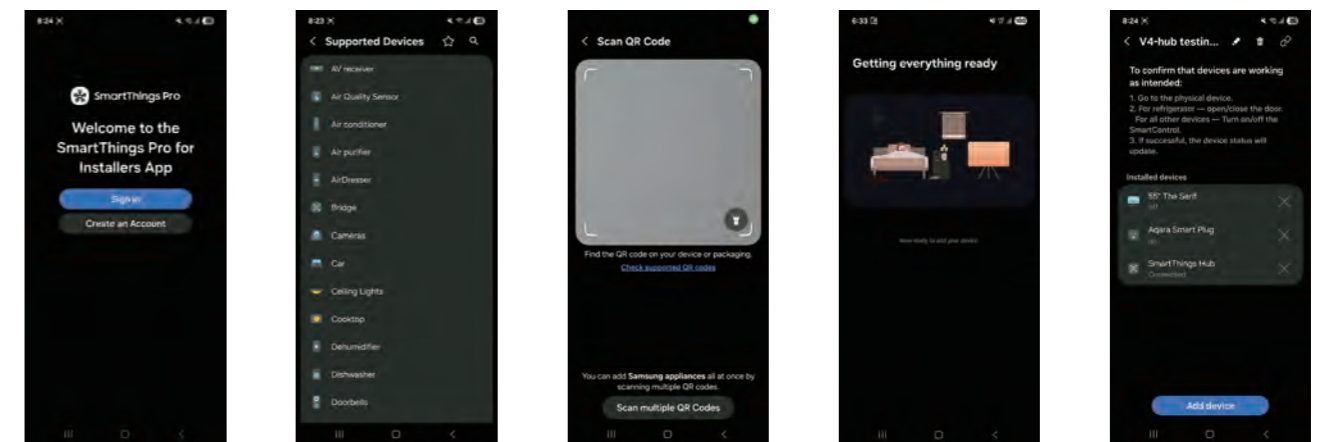 8:24
SmartThings Pro
Welcome to the
SmartThings Pro for
Installers App
Sign in
Create an Account
8:23
Supported Devices
AV receiver
Air Quality Sensor
Air conditioner
Air purifier
AirDresser
Bridge
Cameras
Car
Ceiling Lights
Cooktop
Dehumidifier
Dishwasher
Doorbells
Scan QR Code
Find the QR code on your device or packaging.
Check supported QR codes
You can add Samsung appliances all at once by
scanning multiple QR codes.
Scan multiple QR Codes
6:33
Getting everything ready
ready to add your device
8:24
V4-hub testin...
To confirm that devices are working
as intended:
1. Go to the physical device.
2. For refrigerator — open/close the door.
For all other devices — Turn on/off the
SmartControl.
3. If successful, the device status will
update.
Installed devices
55" The Serif
Off
Aqara Smart Plug
SmartThings Hub
Connected
Add device